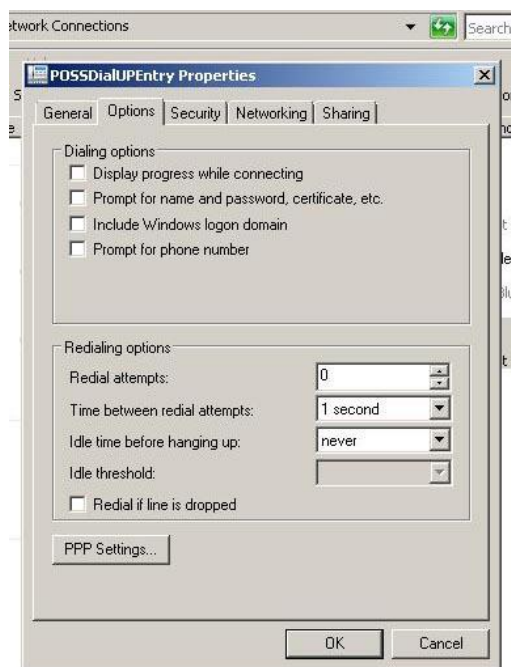 etwork Connections
Search
POSSDialUPEntry Properties
General
Options
Security
Networking
Sharing
Dialing options
Display progress while connecting
Prompt for name and password, certificate, etc.
Include Windows logon domain
Prompt for phone number
Redialing options
Redial attempts:
0
Time between redial attempts:
1 second
Idle time before hanging up:
never
Idle threshold:
Redial if line is dropped
PPP Settings...
OK
Cancel